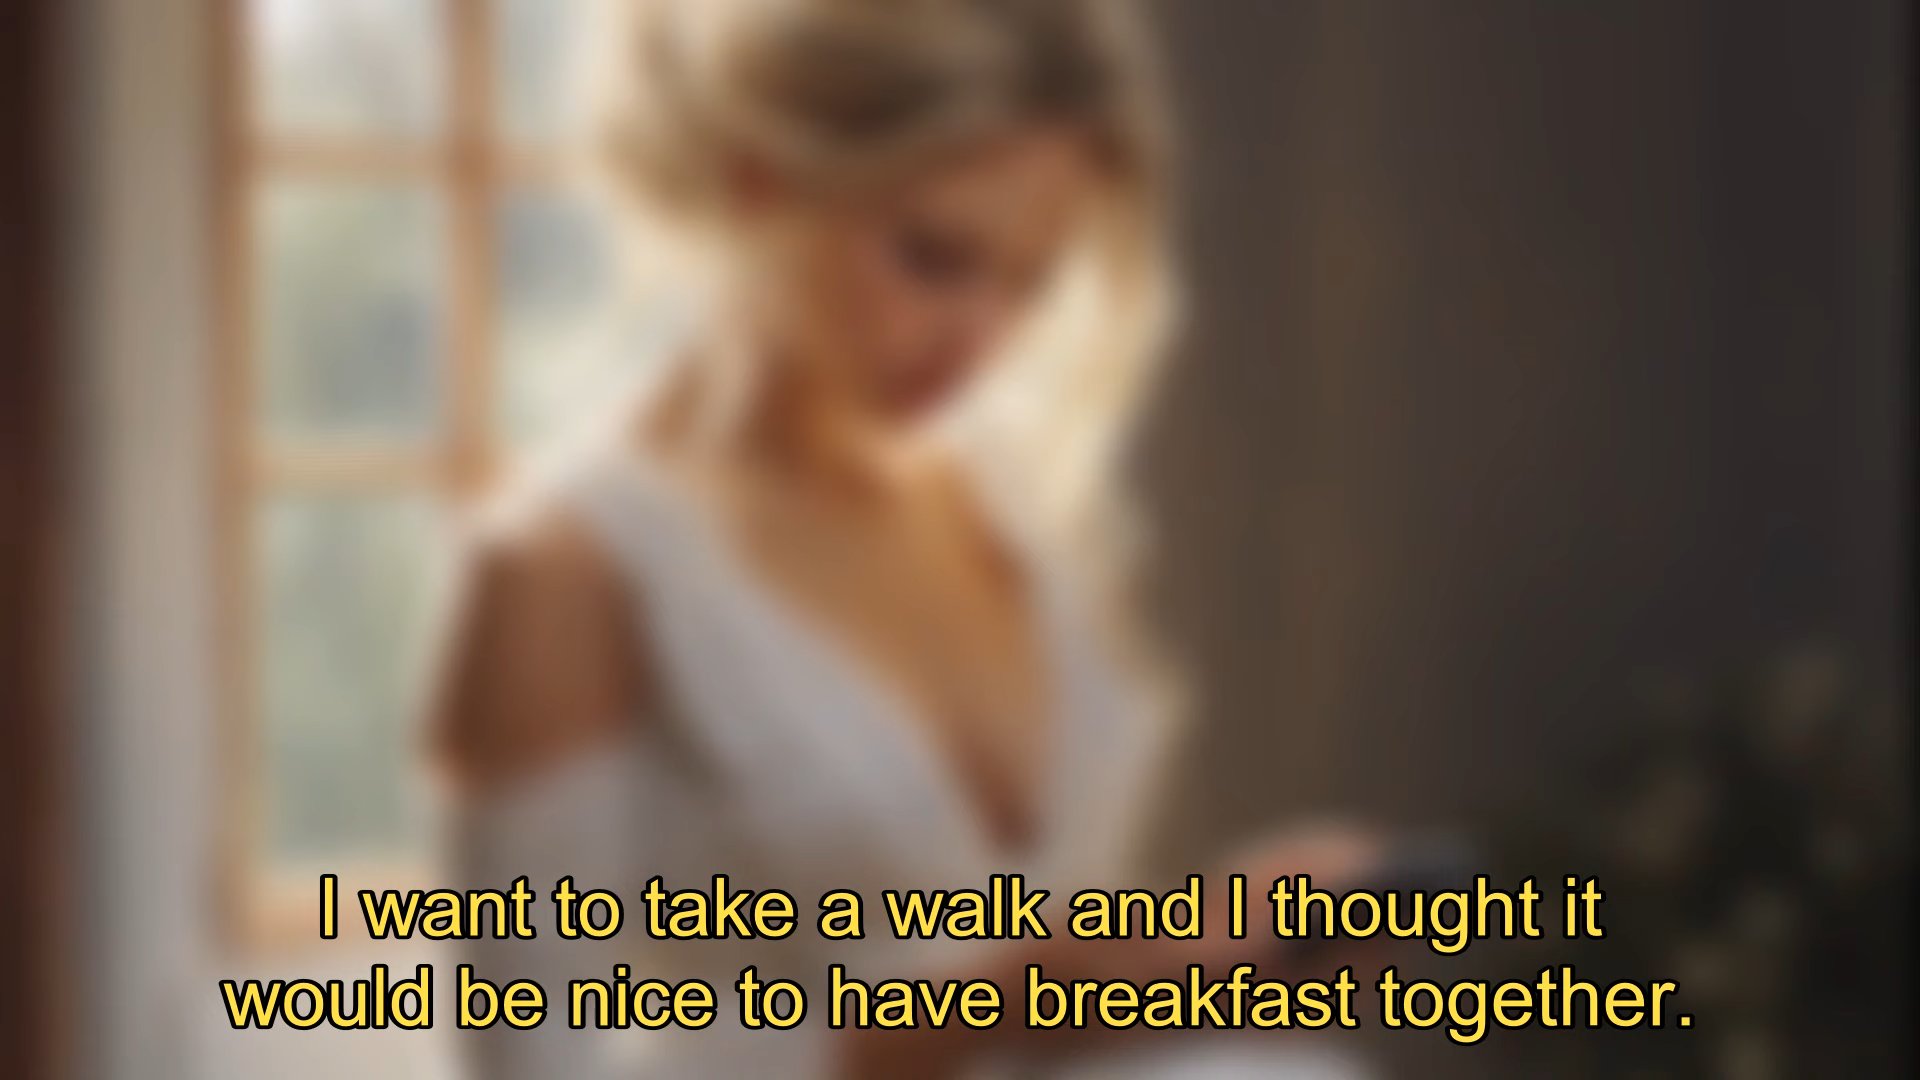 I want to take a walk and I thought it
would be nice to have breakfast together.